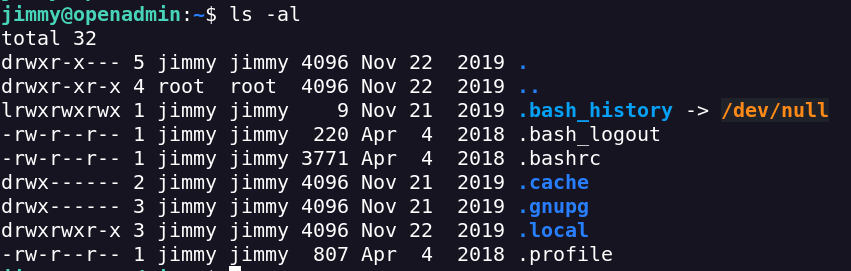 jimmy@openadmin:~$ ls -al
total 32
drwxr-x--- 5 jimmy jimmy 4096 Nov 22  2019 .
drwxr-xr-x 4 root  root  4096 Nov 22  2019 ..
lrwxrwxrwx 1 jimmy jimmy    9 Nov 21  2019 .bash_history -> /dev/null
-rw-r--r-- 1 jimmy jimmy  220 Apr  4  2018 .bash_logout
-rw-r--r-- 1 jimmy jimmy 3771 Apr  4  2018 .bashrc
drwx------ 2 jimmy jimmy 4096 Nov 21  2019 .cache
drwx------ 3 jimmy jimmy 4096 Nov 21  2019 .gnupg
drwxrwxr-x 3 jimmy jimmy 4096 Nov 22  2019 .local
-rw-r--r-- 1 jimmy jimmy  807 Apr  4  2018 .profile